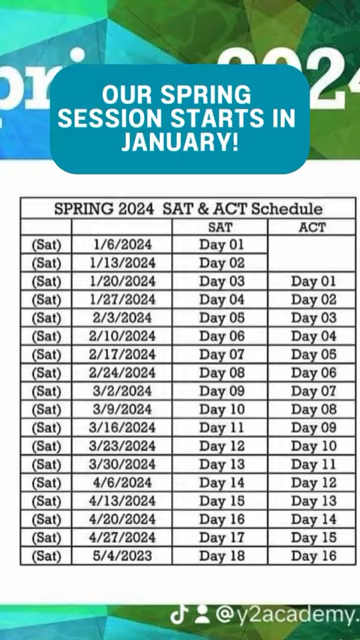 pri 2024
OUR SPRING
SESSION STARTS IN
JANUARY!
SPRING 2024 SAT & ACT Schedule
SAT ACT
(Sat) 1/6/2024 Day 01
(Sat) 1/13/2024 Day 02
(Sat) 1/20/2024 Day 03 Day 01
(Sat) 1/27/2024 Day 04 Day 02
(Sat) 2/3/2024 Day 05 Day 03
(Sat) 2/10/2024 Day 06 Day 04
(Sat) 2/17/2024 Day 07 Day 05
(Sat) 2/24/2024 Day 08 Day 06
(Sat) 3/2/2024 Day 09 Day 07
(Sat) 3/9/2024 Day 10 Day 08
(Sat) 3/16/2024 Day 11 Day 09
(Sat) 3/23/2024 Day 12 Day 10
(Sat) 3/30/2024 Day 13 Day 11
(Sat) 4/6/2024 Day 14 Day 12
(Sat) 4/13/2024 Day 15 Day 13
(Sat) 4/20/2024 Day 16 Day 14
(Sat) 4/27/2024 Day 17 Day 15
(Sat) 5/4/2023 Day 18 Day 16
@y2academy.